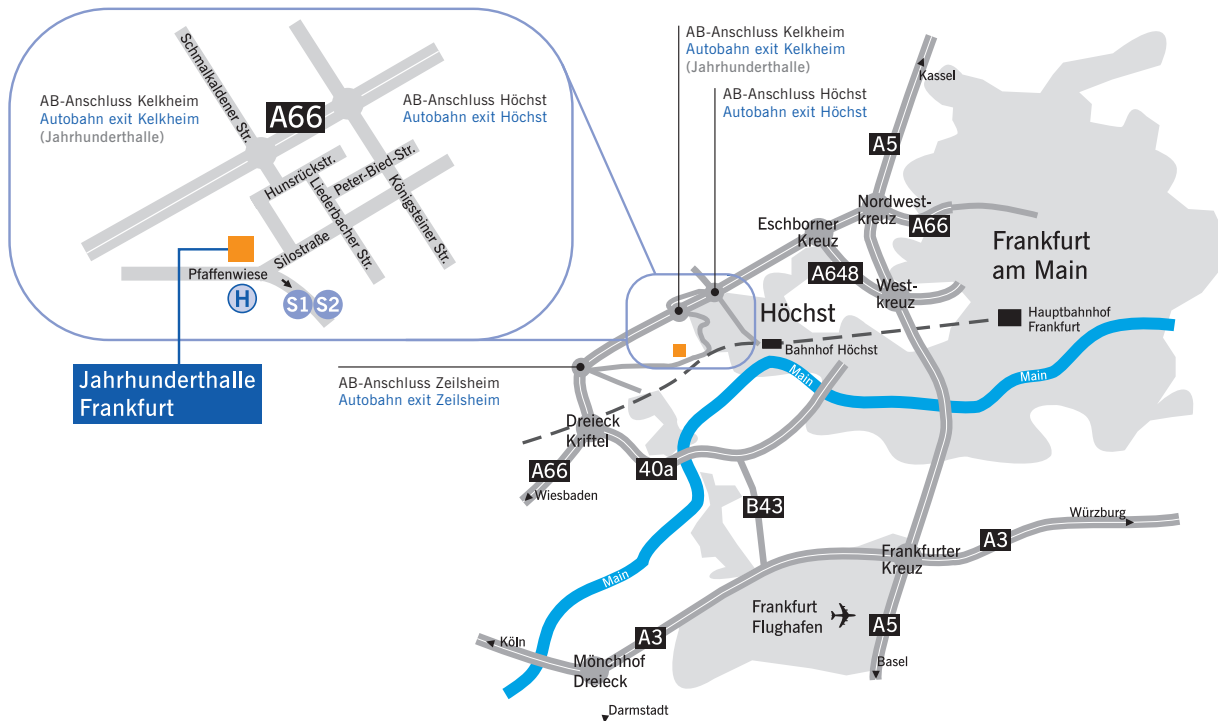 Schmalkaldener Str.
AB-Anschluss Kelkheim
Autobahn exit Kelkheim
(Jahrhunderthalle)
A66
AB-Anschluss Höchst
Autobahn exit Höchst
Hunsrückstr.
Peter-Bied-Str.
Liederbacher Str.
Königsteiner Str.
Silostraße
Pfaffenwiese
H
S1
S2
Jahrhunderthalle
Frankfurt
AB-Anschluss Kelkheim
Autobahn exit Kelkheim
(Jahrhunderthalle)
AB-Anschluss Höchst
Autobahn exit Höchst
Kassel
A5
Nordwest-
kreuz
A66
Eschborner
Kreuz
A648
West-
kreuz
Frankfurt
am Main
Höchst
Hauptbahnhof
Frankfurt
Bahnhof Höchst
Main
Main
AB-Anschluss Zeilsheim
Autobahn exit Zeilsheim
Dreieck
Kriftel
A66
40a
Wiesbaden
B43
Würzburg
A3
Frankfurter
Kreuz
Main
Frankfurt
Flughafen
A5
A3
Köln
Mönchhof
Dreieck
Basel
Darmstadt